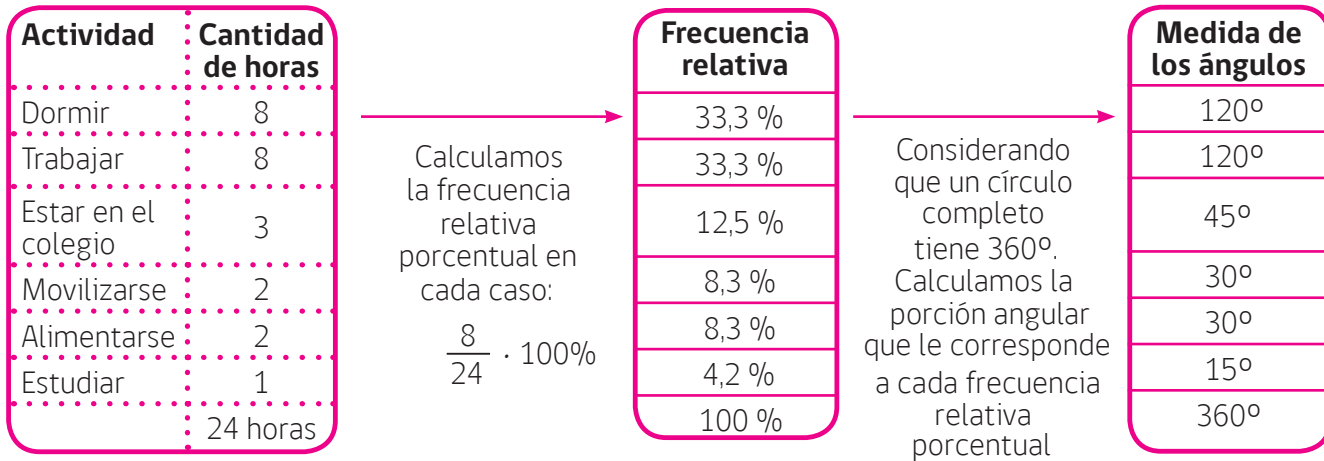 Actividad Cantidad de horas
Dormir 8
Trabajar 8
Estar en el colegio 3
Movilizarse 2
Alimentarse 2
Estudiar 1
24 horas
Calculamos
la frecuencia
relativa
porcentual en
cada caso:
8/24 · 100%
Frecuencia
relativa
33,3 %
33,3 %
12,5 %
8,3 %
8,3 %
4,2 %
100 %
Considerando
que un círculo
completo
tiene 360º.
Calculamos la
porción angular
que le corresponde
a cada frecuencia
relativa
porcentual
Medida de
los ángulos
120º
120º
45º
30º
30º
15º
360º